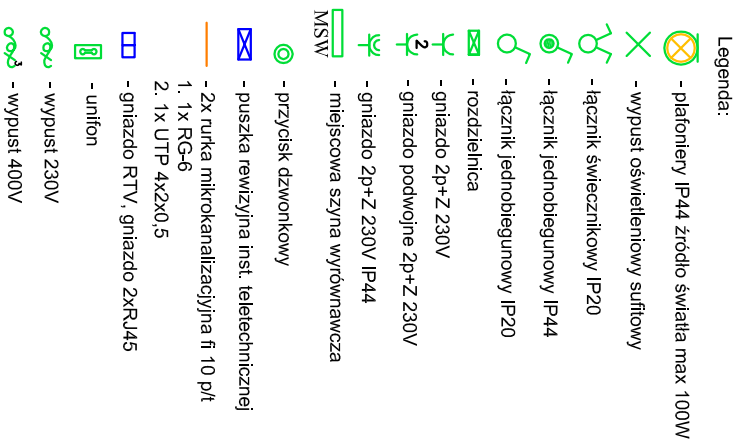 Legenda:
- plafoniery IP44 źródło światła max 100W
- wypust oświetleniowy sufitowy
- łącznik świecznikowy IP20
- łącznik jednobiegunowy IP44
- łącznik jednobiegunowy IP20
- rozdzielnica
- gniazdo 2p+Z 230V
2 - gniazdo podwojne 2p+Z 230V
- gniazdo 2p+Z 230V IP44
MSW - miejscowa szyna wyrównawcza
- przycisk dzwonkowy
- puszka rewizyjna inst. teletechnicznej
- 2x rurka mikrokanalizacjyjna fi 10 p/t
1. 1x RG-6
2. 1x UTP 4x2x0,5
- gniazdo RTV, gniazdo 2xRJ45
- unifon
- wypust 230V
3 - wypust 400V